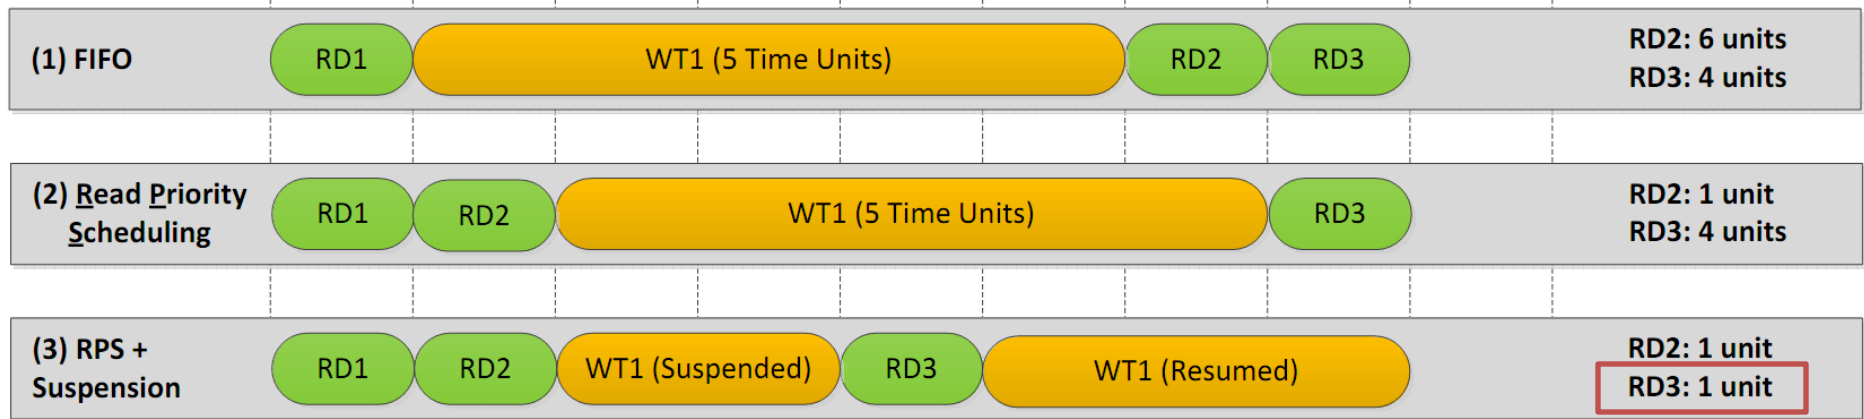 (1) FIFO
RD1
WT1 (5 Time Units)
RD2
RD3
RD2: 6 units
RD3: 4 units
(2) Read Priority
Scheduling
RD1
RD2
WT1 (5 Time Units)
RD3
RD2: 1 unit
RD3: 4 units
(3) RPS +
Suspension
RD1
RD2
WT1 (Suspended)
RD3
WT1 (Resumed)
RD2: 1 unit
RD3: 1 unit